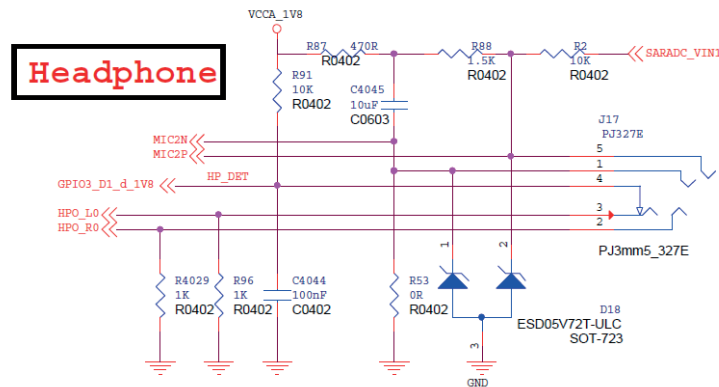 VCCA_1V8
Headphone
R87 470R
R0402
R88
1.5K
R0402
R2
10K
R0402
SARADC_VIN1
R91
10K
R0402
C4045
10uF
C0603
J17
PJ327E
MIC2N
MIC2P
5
1
GPIO3_D1_d_1V8
HP_DET
4
HPO_L0
3
HPO_R0
2
PJ3mm5_327E
1
2
R4029
1K
R0402
R96
1K
R0402
C4044
100nF
C0402
R53
0R
R0402
D18
ESD05V72T-ULC
SOT-723
3
GND